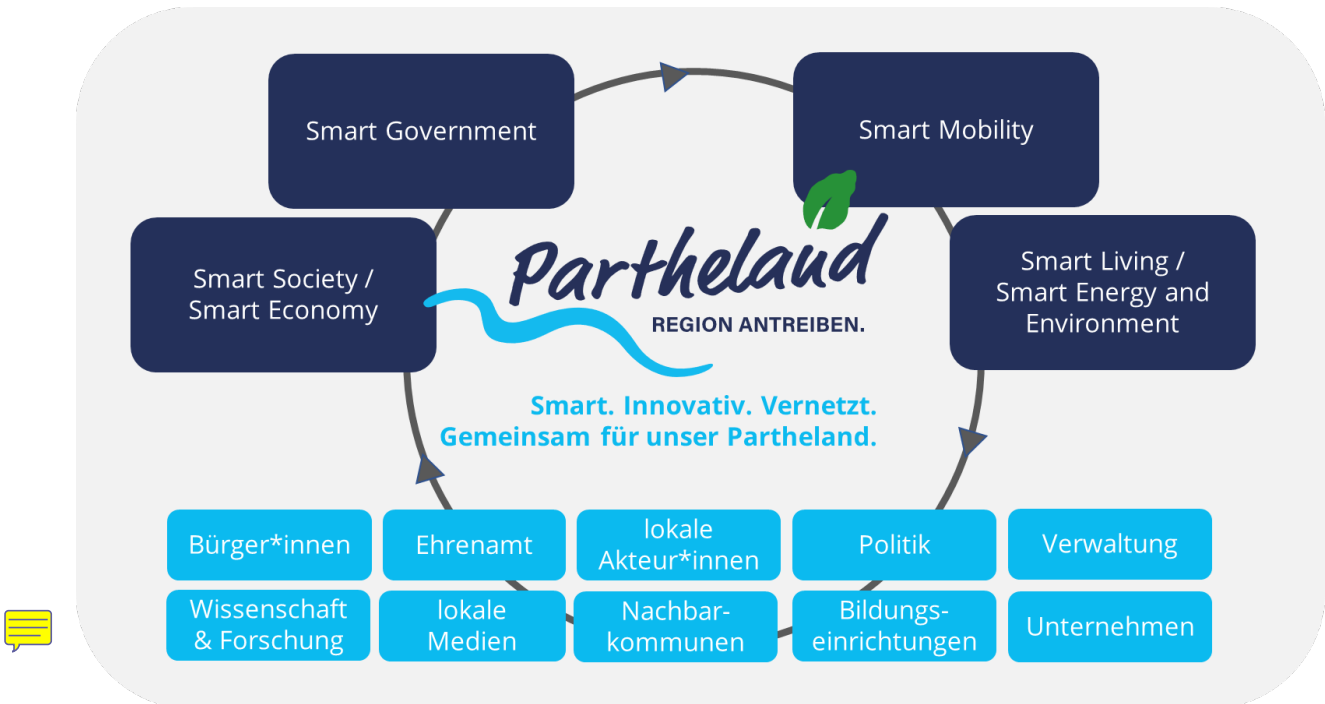 Smart Government
Smart Mobility
Smart Society /
Smart Economy
Smart Living /
Smart Energy and
Environment
Partheland
REGION ANTREIBEN.
Smart. Innovativ. Vernetzt.
Gemeinsam für unser Partheland.
Bürger*innen
Ehrenamt
lokale
Akteur*innen
Politik
Verwaltung
Wissenschaft
& Forschung
lokale
Medien
Nachbar-
kommunen
Bildungs-
einrichtungen
Unternehmen